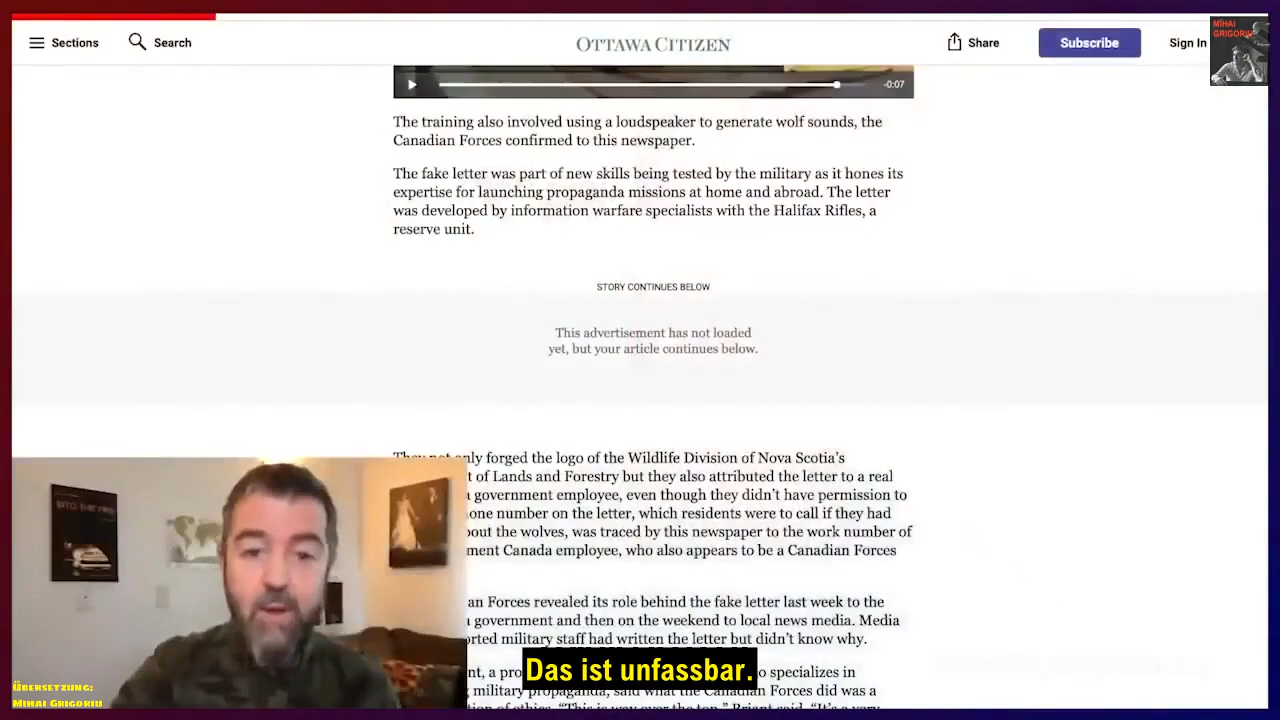 Sections
Search
OTTAWA CITIZEN
Share
Subscribe
Sign In
MIHAI
GRIGORIU
-0:07
The training also involved using a loudspeaker to generate wolf sounds, the
Canadian Forces confirmed to this newspaper.
The fake letter was part of new skills being tested by the military as it hones its
expertise for launching propaganda missions at home and abroad. The letter
was developed by information warfare specialists with the Halifax Rifles, a
reserve unit.
STORY CONTINUES BELOW
This advertisement has not loaded
yet, but your article continues below.
They not only forged the logo of the Wildlife Division of Nova Scotia’s
t of Lands and Forestry but they also attributed the letter to a real
government employee, even though they didn’t have permission to
one number on the letter, which residents were to call if they had
out the wolves, was traced by this newspaper to the work number of
ment Canada employee, who also appears to be a Canadian Forces
an Forces revealed its role behind the fake letter last week to the
government and then on the weekend to local news media. Media
orted military staff had written the letter but didn’t know why.
nt, a pro o specializes in
military propaganda, said what the Canadian Forces did was a
tion of ethics. “This is way over the top,” Briant said. “It’s a very
INTO THE FIRE
Das ist unfassbar.
Übersetzung:
Mihai Grigoriu